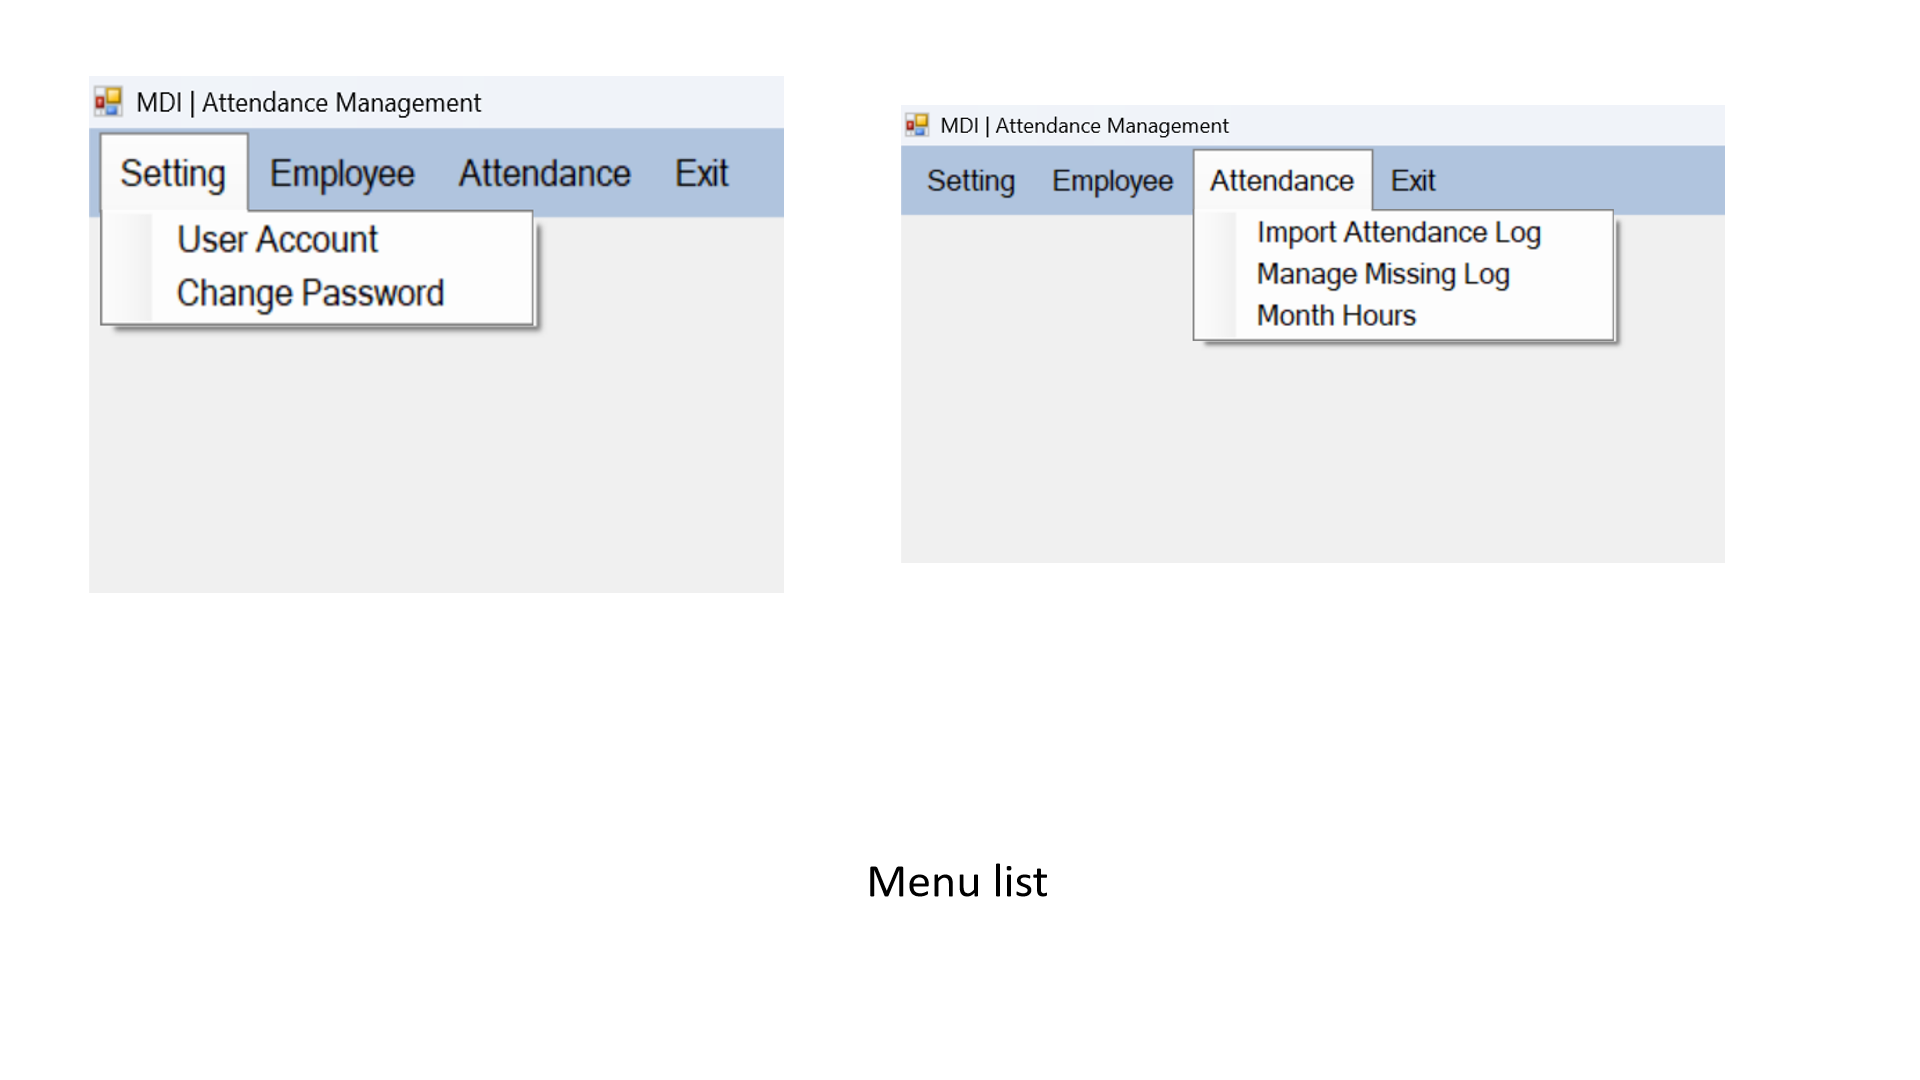 MDI | Attendance Management
Setting Employee Attendance Exit
User Account
Change Password
MDI | Attendance Management
Setting Employee Attendance Exit
Import Attendance Log
Manage Missing Log
Month Hours
Menu list